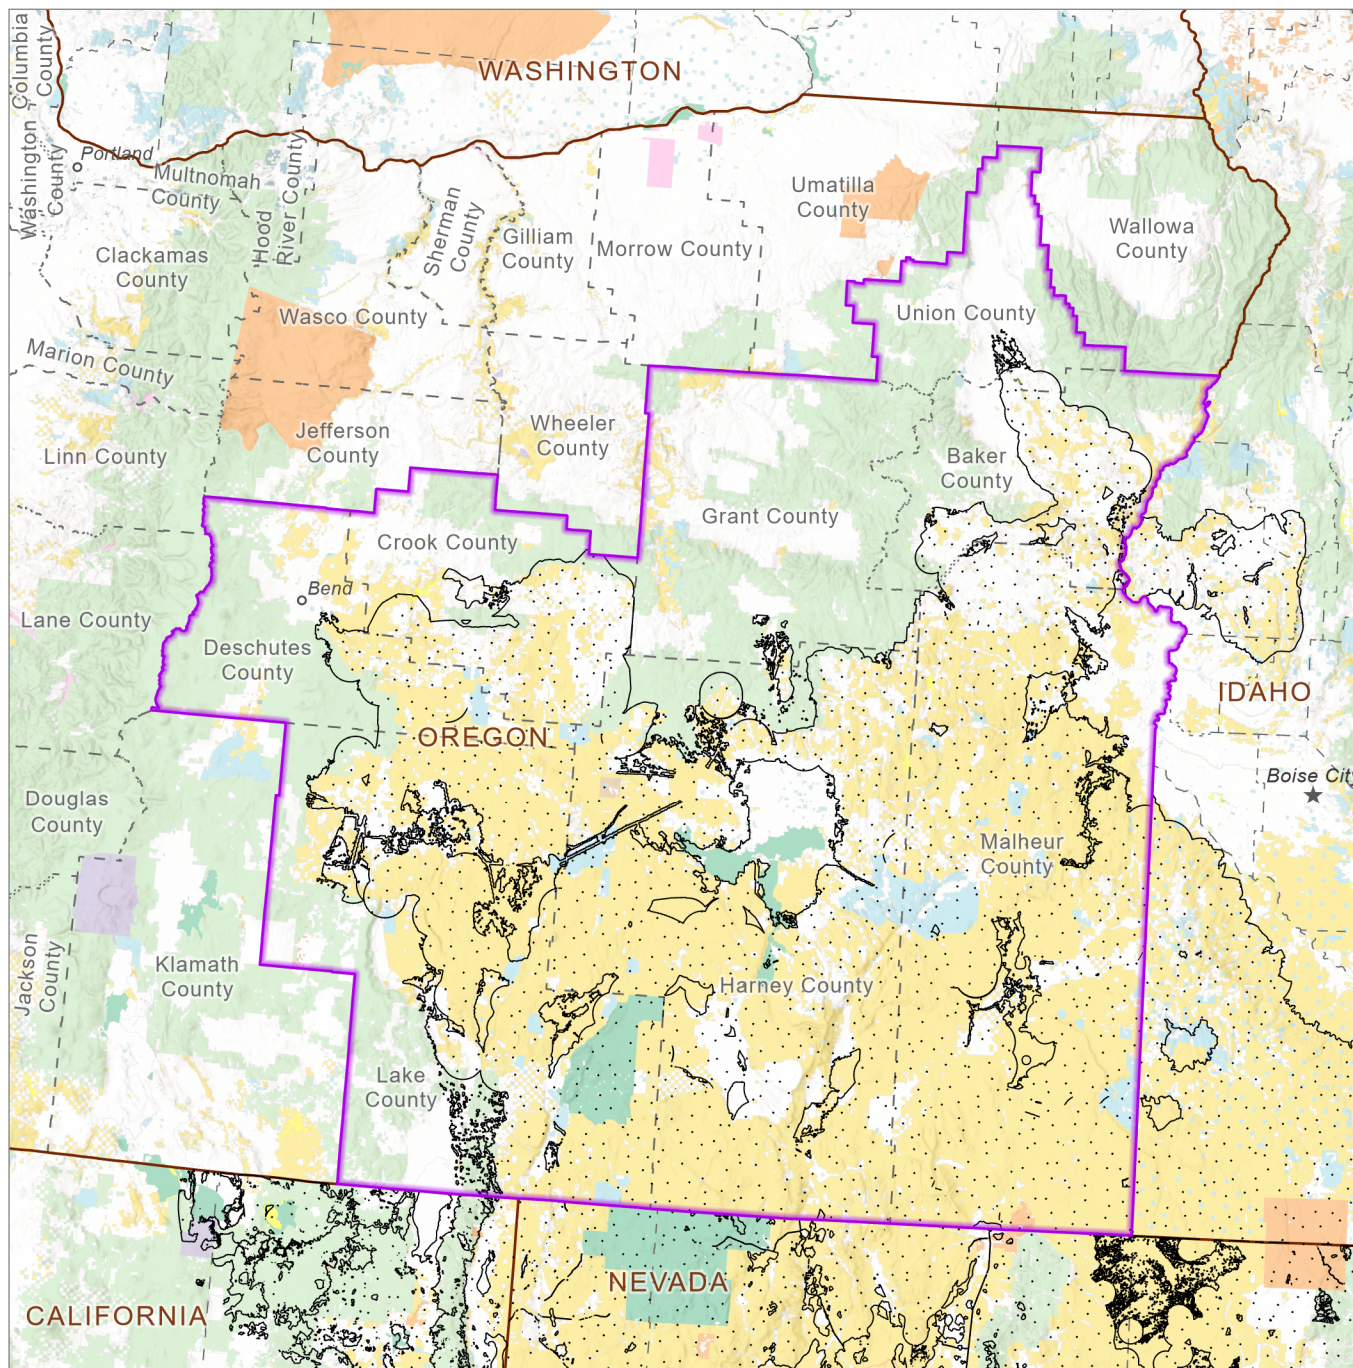 WASHINGTON
Columbia
County
Washington
County
Portland
Multnomah
County
Hood
River County
Sherman
County
Gilliam
County
Morrow County
Umatilla
County
Wallowa
County
Clackamas
County
Wasco County
Union County
Marion County
Jefferson
County
Wheeler
County
Linn County
Baker
County
Grant County
Crook County
Bend
Lane County
Deschutes
County
IDAHO
OREGON
Boise City
Douglas
County
Malheur
County
Jackson
County
Klamath
County
Harney County
Lake
County
NEVADA
CALIFORNIA